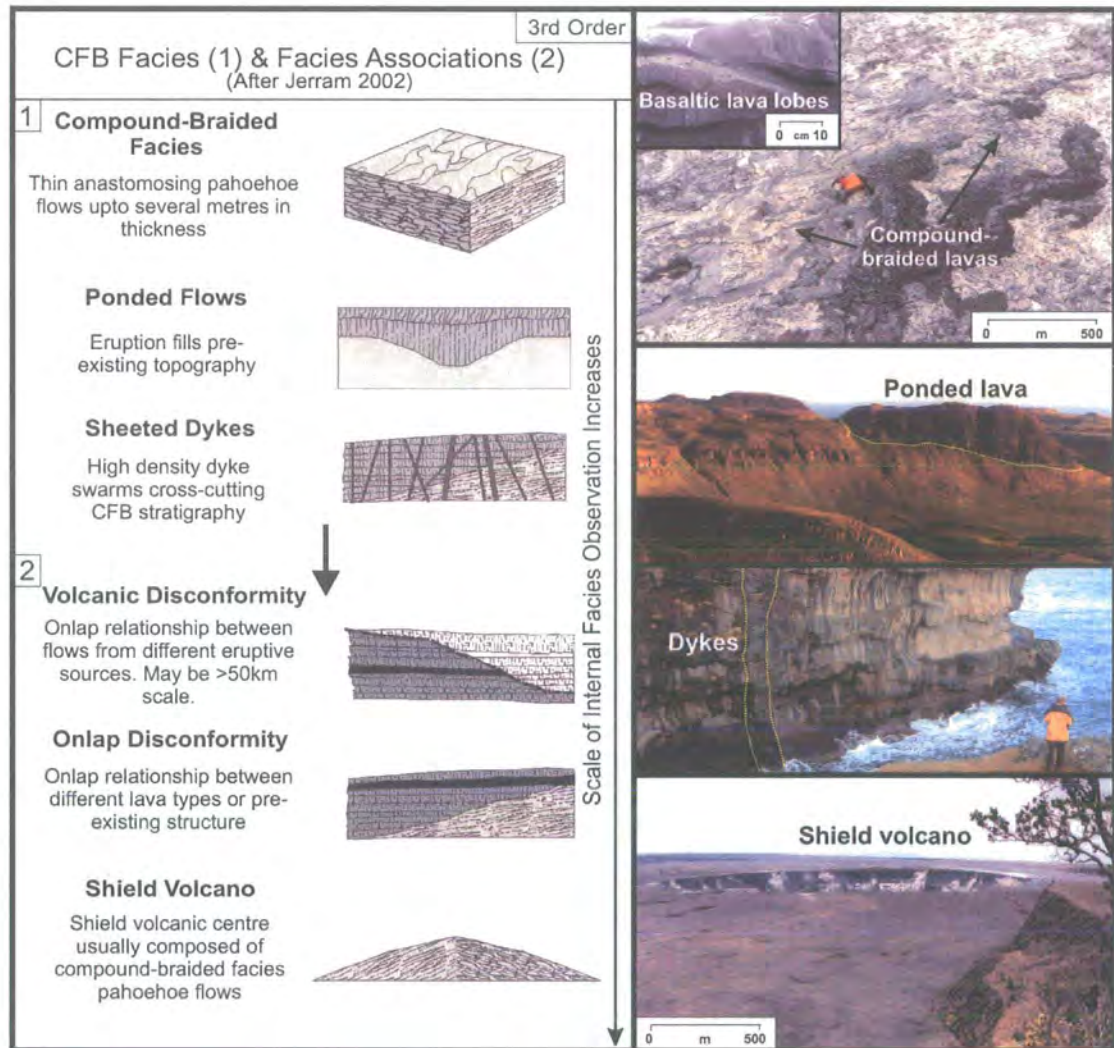 3rd Order
CFB Facies (1) & Facies Associations (2)
(After Jerram 2002)
1
Compound-Braided
Facies
Thin anastomosing pahoehoe
flows upto several metres in
thickness
Ponded Flows
Eruption fills pre-
existing topography
Sheeted Dykes
High density dyke
swarms cross-cutting
CFB stratigraphy
2
Volcanic Disconformity
Onlap relationship between
flows from different eruptive
sources. May be >50km
scale.
Onlap Disconformity
Onlap relationship between
different lava types or pre-
existing structure
Shield Volcano
Shield volcanic centre
usually composed of
compound-braided facies
pahoehoe flows
Scale of Internal Facies Observation Increases
Basaltic lava lobes
0 cm 10
Compound-
braided lavas
0 m 500
Ponded lava
Dykes
Shield volcano
0 m 500